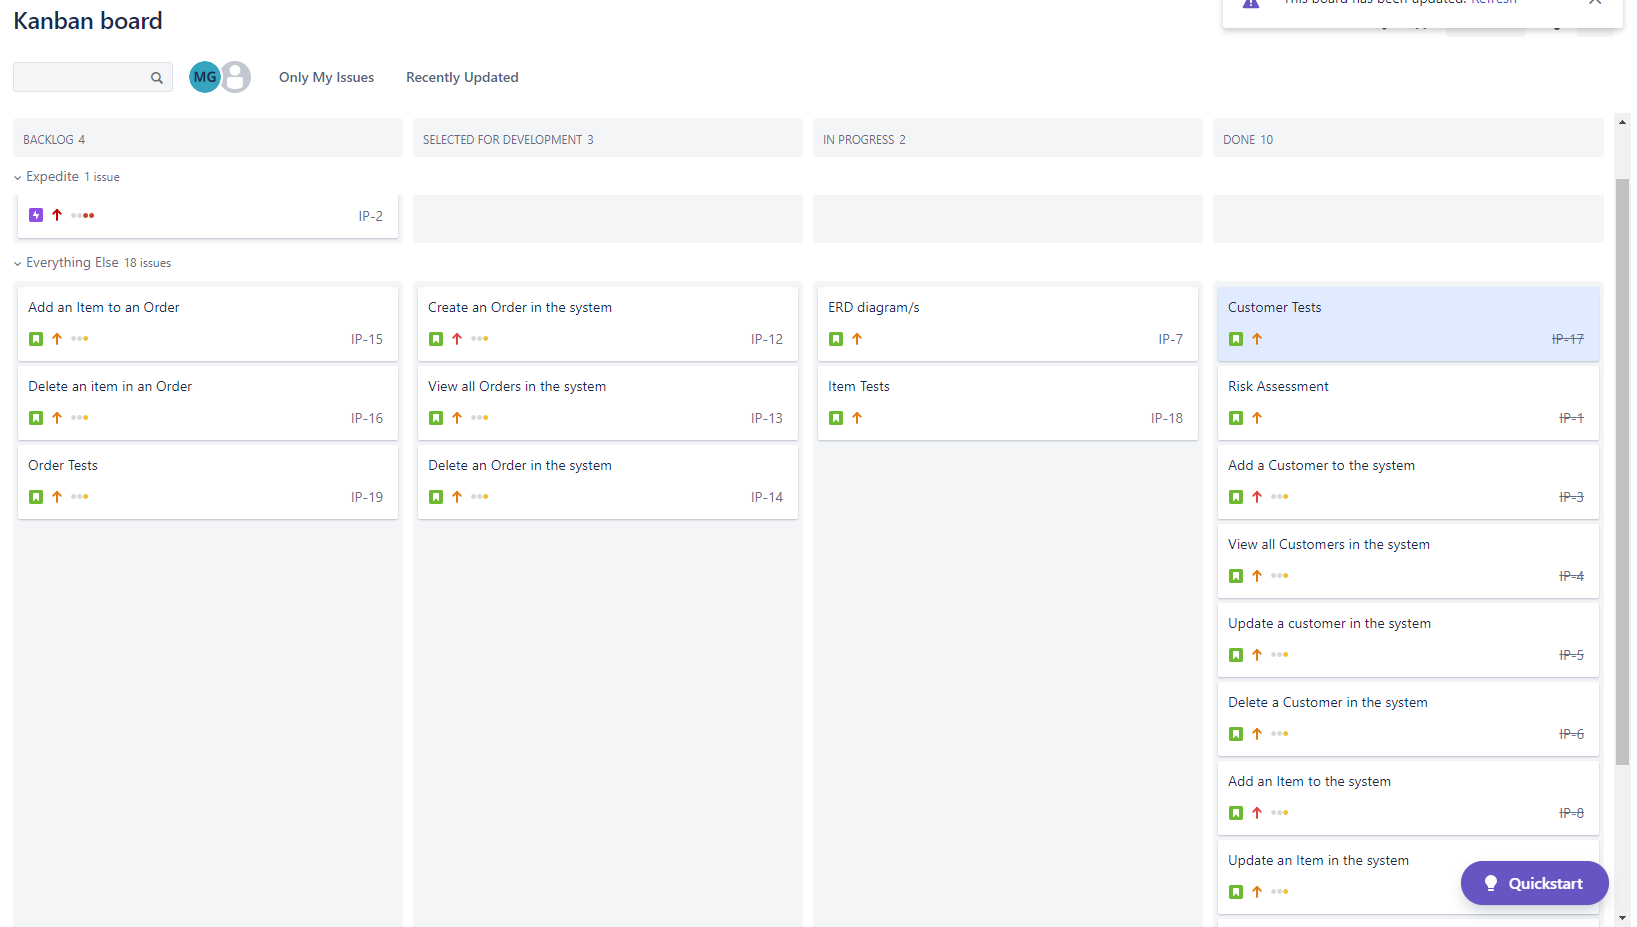 This board has been updated. Refresh
Kanban board
MG
Only My Issues
Recently Updated
BACKLOG 4
SELECTED FOR DEVELOPMENT 3
IN PROGRESS 2
DONE 10
Expedite 1 issue
IP-2
Everything Else 18 issues
Add an Item to an Order
IP-15
Delete an item in an Order
IP-16
Order Tests
IP-19
Create an Order in the system
IP-12
View all Orders in the system
IP-13
Delete an Order in the system
IP-14
ERD diagram/s
IP-7
Item Tests
IP-18
Customer Tests
IP-17
Risk Assessment
IP-1
Add a Customer to the system
IP-3
View all Customers in the system
IP-4
Update a customer in the system
IP-5
Delete a Customer in the system
IP-6
Add an Item to the system
IP-8
Update an Item in the system
Quickstart